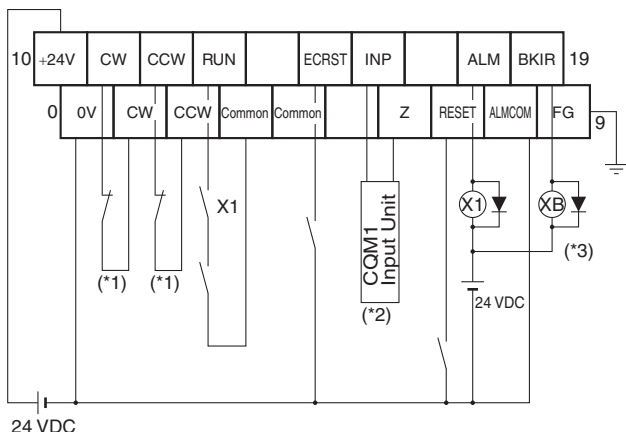 10 +24V CW CCW RUN ECRST INP ALM BKIR 19
0 0V CW CCW Common Common Z RESET ALMCOM FG 9
X1
X1 XB
(*1) (*1)
CQM1
Input Unit
(*2)
(*3)
24 VDC
24 VDC